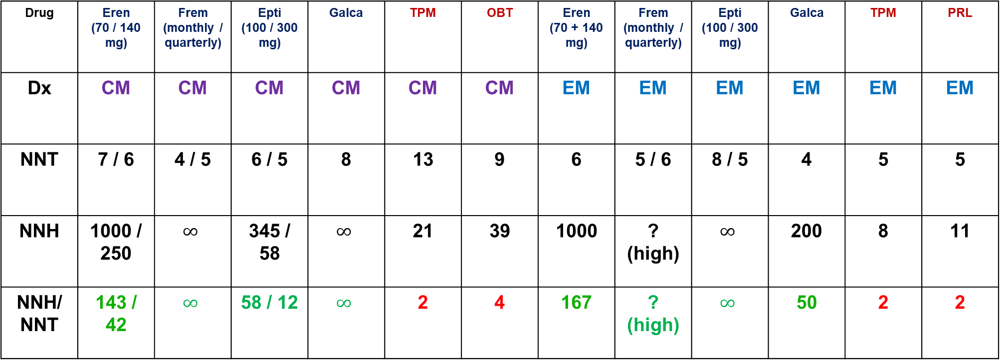 Drug Eren Frem Epti Galca TPM OBT Eren Frem Epti Galca TPM PRL
(70 / 140 (monthly / (100 / 300 (70 + 140 (monthly / (100 / 300
mg) quarterly) mg) mg) quarterly) mg)
Dx CM CM CM CM CM CM EM EM EM EM EM EM
NNT 7 / 6 4 / 5 6 / 5 8 13 9 6 5 / 6 8 / 5 4 5 5
NNH 1000 / ∞ 345 / ∞ 21 39 1000 ? ∞ 200 8 11
250 58 (high)
NNH/ 143 / ∞ 58 / 12 ∞ 2 4 167 ? ∞ 50 2 2
NNT 42 (high)